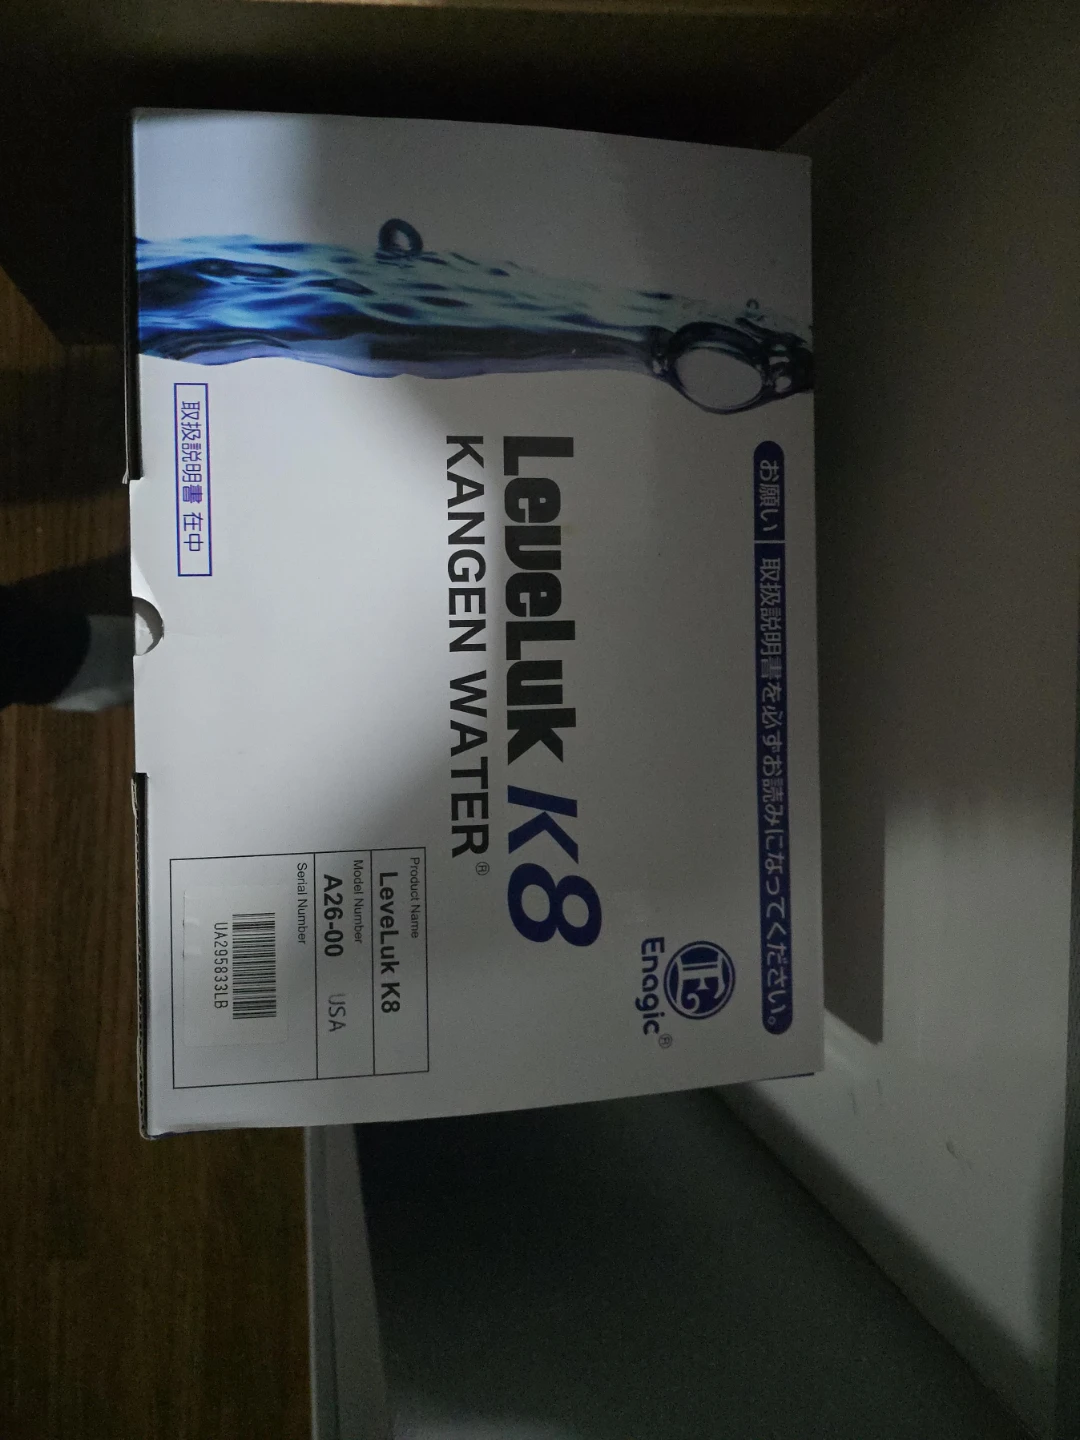 お願い 取扱説明書を必ずお読みになってください。
Enagic®
LeveLuk K8
KANGEN WATER®
Product Name
LeveLuk K8
Model Number
A26-00 USA
Serial Number
UA295833LB
取扱説明書 在中